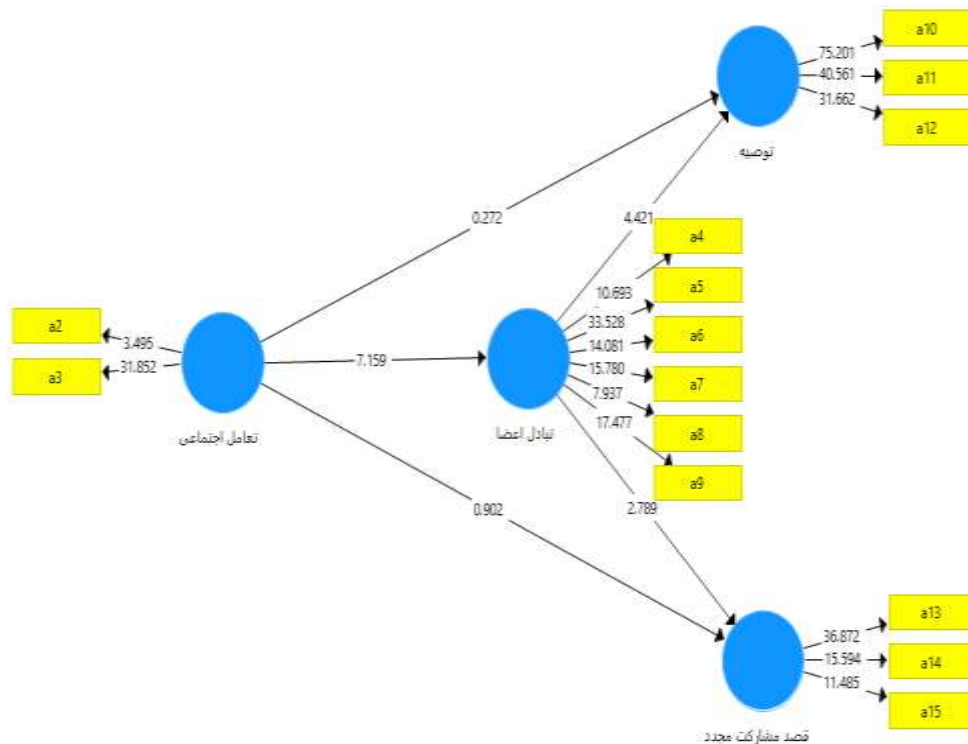 a10
75.201
40.561
a11
31.662
a12
توصیه
0.272
4.421
a4
10.693
a5
33.528
a2
3.495
14.081
a6
7.159
15.780
a3
31.852
a7
7.937
a8
17.477
تعامل اجتماعی
تبادل اعضا
a9
0.902
2.789
a13
36.872
15.594
a14
11.485
a15
قصد مشارکت مجدد